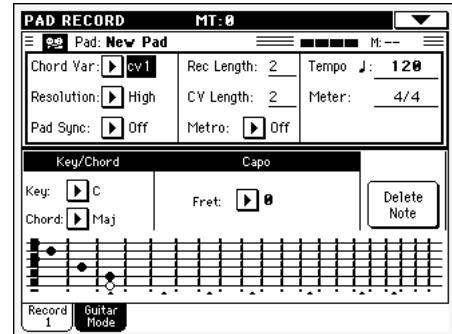 PAD RECORD MT:0
Pad: New Pad M:--
Chord Var: cv1 Rec Length: 2 Tempo ♩: 120
Resolution: High CV Length: 2 Meter: 4/4
Pad Sync: Off Metro: Off
Key/Chord Capo
Key: C
Fret: 0
Chord: Maj
Delete
Note
Record
1
Guitar
Mode